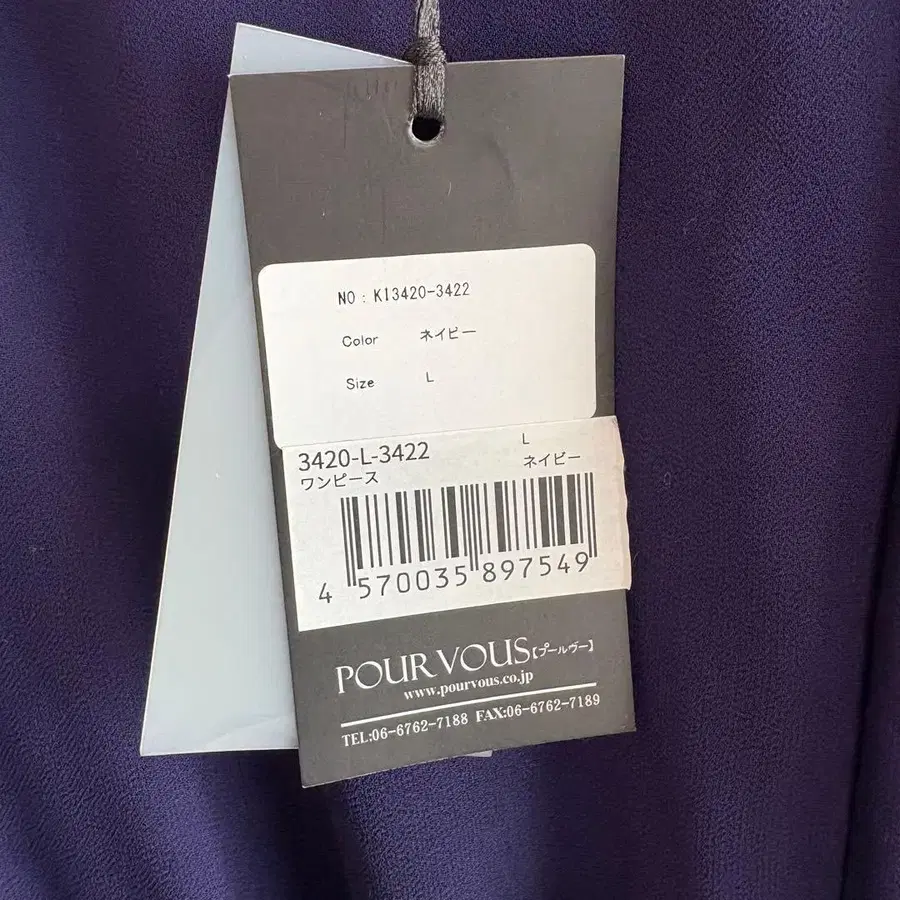 NO : K13420-3422
Color ネイビー
Size L
3420-L-3422 L
ワンピース ネイビー
4 570035 897549
POUR VOUS【プールヴー】
www.pourvous.co.jp
TEL:06-6762-7188 FAX:06-6762-7189